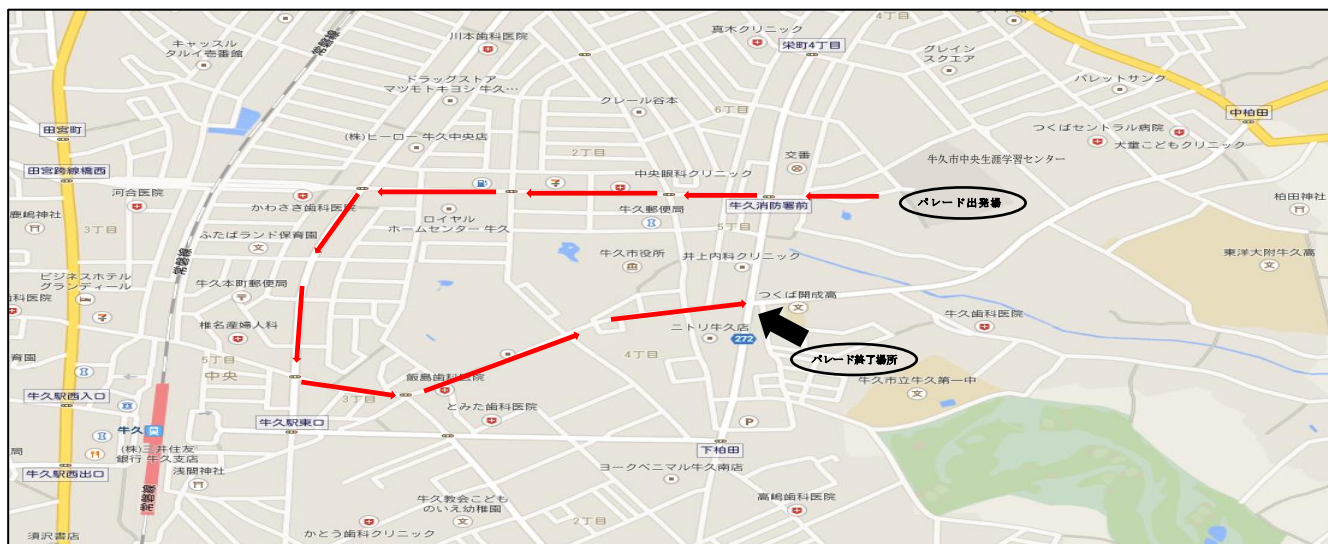 4丁目
真木クリニック
栄町4丁目
川本歯科医院
常磐線
キャッスル
タルイ壱番館
グレイン
スクエア
ドラッグストア
マツモトキヨシ 牛久…
パレットサンク
クレール谷本
6丁目
中柏田
田宮町
(株)ヒーロー 牛久中央店
つくばセントラル病院
大童こどもクリニック
2丁目
交番
牛久市中央生涯学習センター
田宮跨線橋西
中央眼科クリニック
河合医院
かわさき歯科医院
牛久消防署前
パレード出発場
柏田神社
鹿嶋神社
3丁目
ロイヤル
ホームセンター 牛久
牛久郵便局
5丁目
ふたばランド保育園
常磐線
牛久市役所
井上内科クリニック
東洋大附牛久高
ビジネスホテル
グランディール
牛久本町郵便局
つくば開成高
歯科医院
牛久歯科医院
椎名産婦人科
ニトリ牛久店
272
パレード終了場所
育園
5丁目
中央
4丁目
飯島歯科医院
牛久市立牛久第一中
牛久駅西入口
3丁目
とみた歯科医院
牛久駅東口
牛久
P
下柏田
(株)三井住友
銀行 牛久支店
局
牛久駅西出口
浅間神社
ヨークベニマル牛久南店
常磐線
牛久教会こども
のいえ幼稚園
高嶋歯科医院
2丁目
須沢書店
かとう歯科クリニック